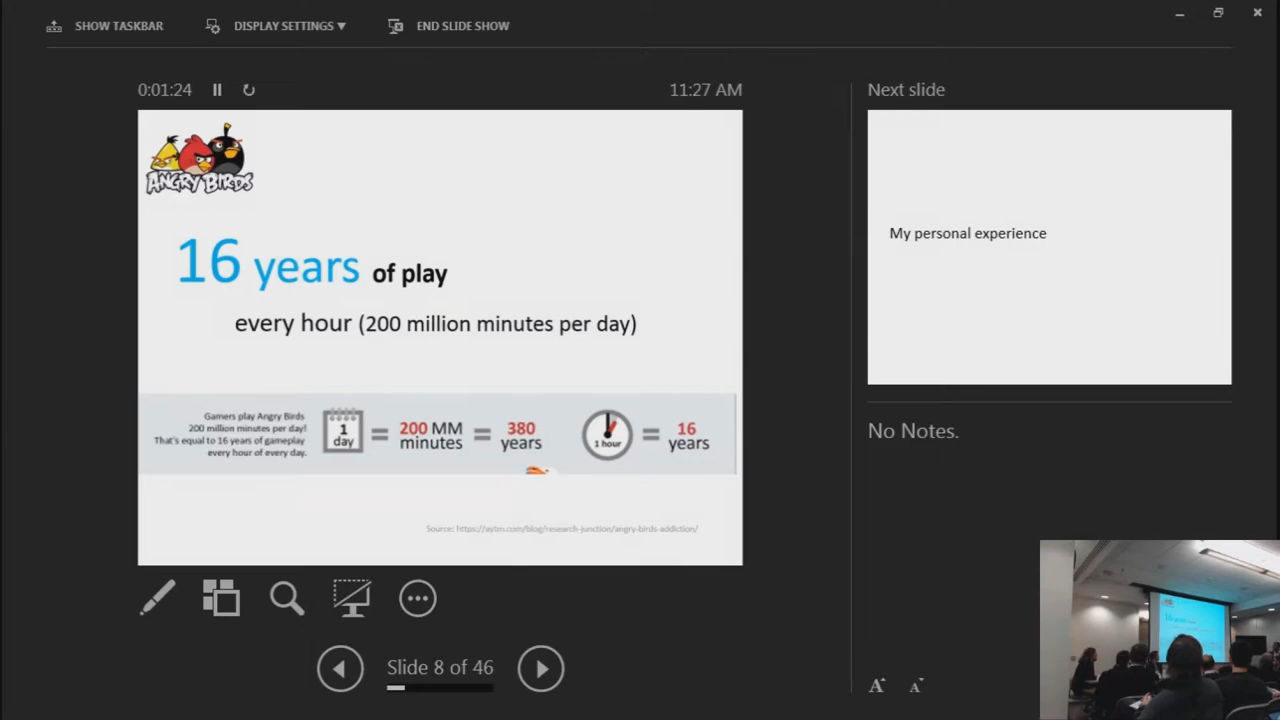 SHOW TASKBAR
DISPLAY SETTINGS ▼
END SLIDE SHOW
0:01:24
11:27 AM
ANGRY BIRDS
16 years of play
every hour (200 million minutes per day)
Gamers play Angry Birds
200 million minutes per day!
That's equal to 16 years of gameplay
every hour of every day.
1
day
=
200 MM
minutes
=
380
years
1 hour
=
16
years
Source: https://aytm.com/blog/research-junction/angry-birds-addiction/
Slide 8 of 46
Next slide
My personal experience
No Notes.
A
A
16 years